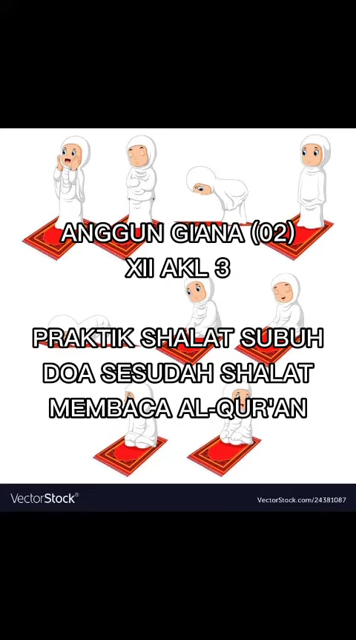 ANGGUN GIANA (02)
XII AKL 3
PRAKTIK SHALAT SUBUH
DOA SESUDAH SHALAT
MEMBACA AL-QUR'AN
VectorStock®
VectorStock.com/24381087